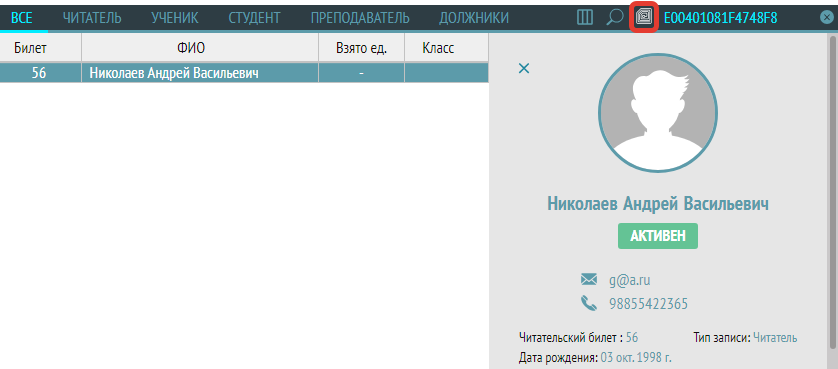 ВСЕ ЧИТАТЕЛЬ УЧЕНИК СТУДЕНТ ПРЕПОДАВАТЕЛЬ ДОЛЖНИКИ E00401081F4748F8
Билет ФИО Взято ед. Класс
56 Николаев Андрей Васильевич -
Николаев Андрей Васильевич
АКТИВЕН
g@a.ru
98855422365
Читательский билет : 56 Тип записи: Читатель
Дата рождения: 03 окт. 1998 г.